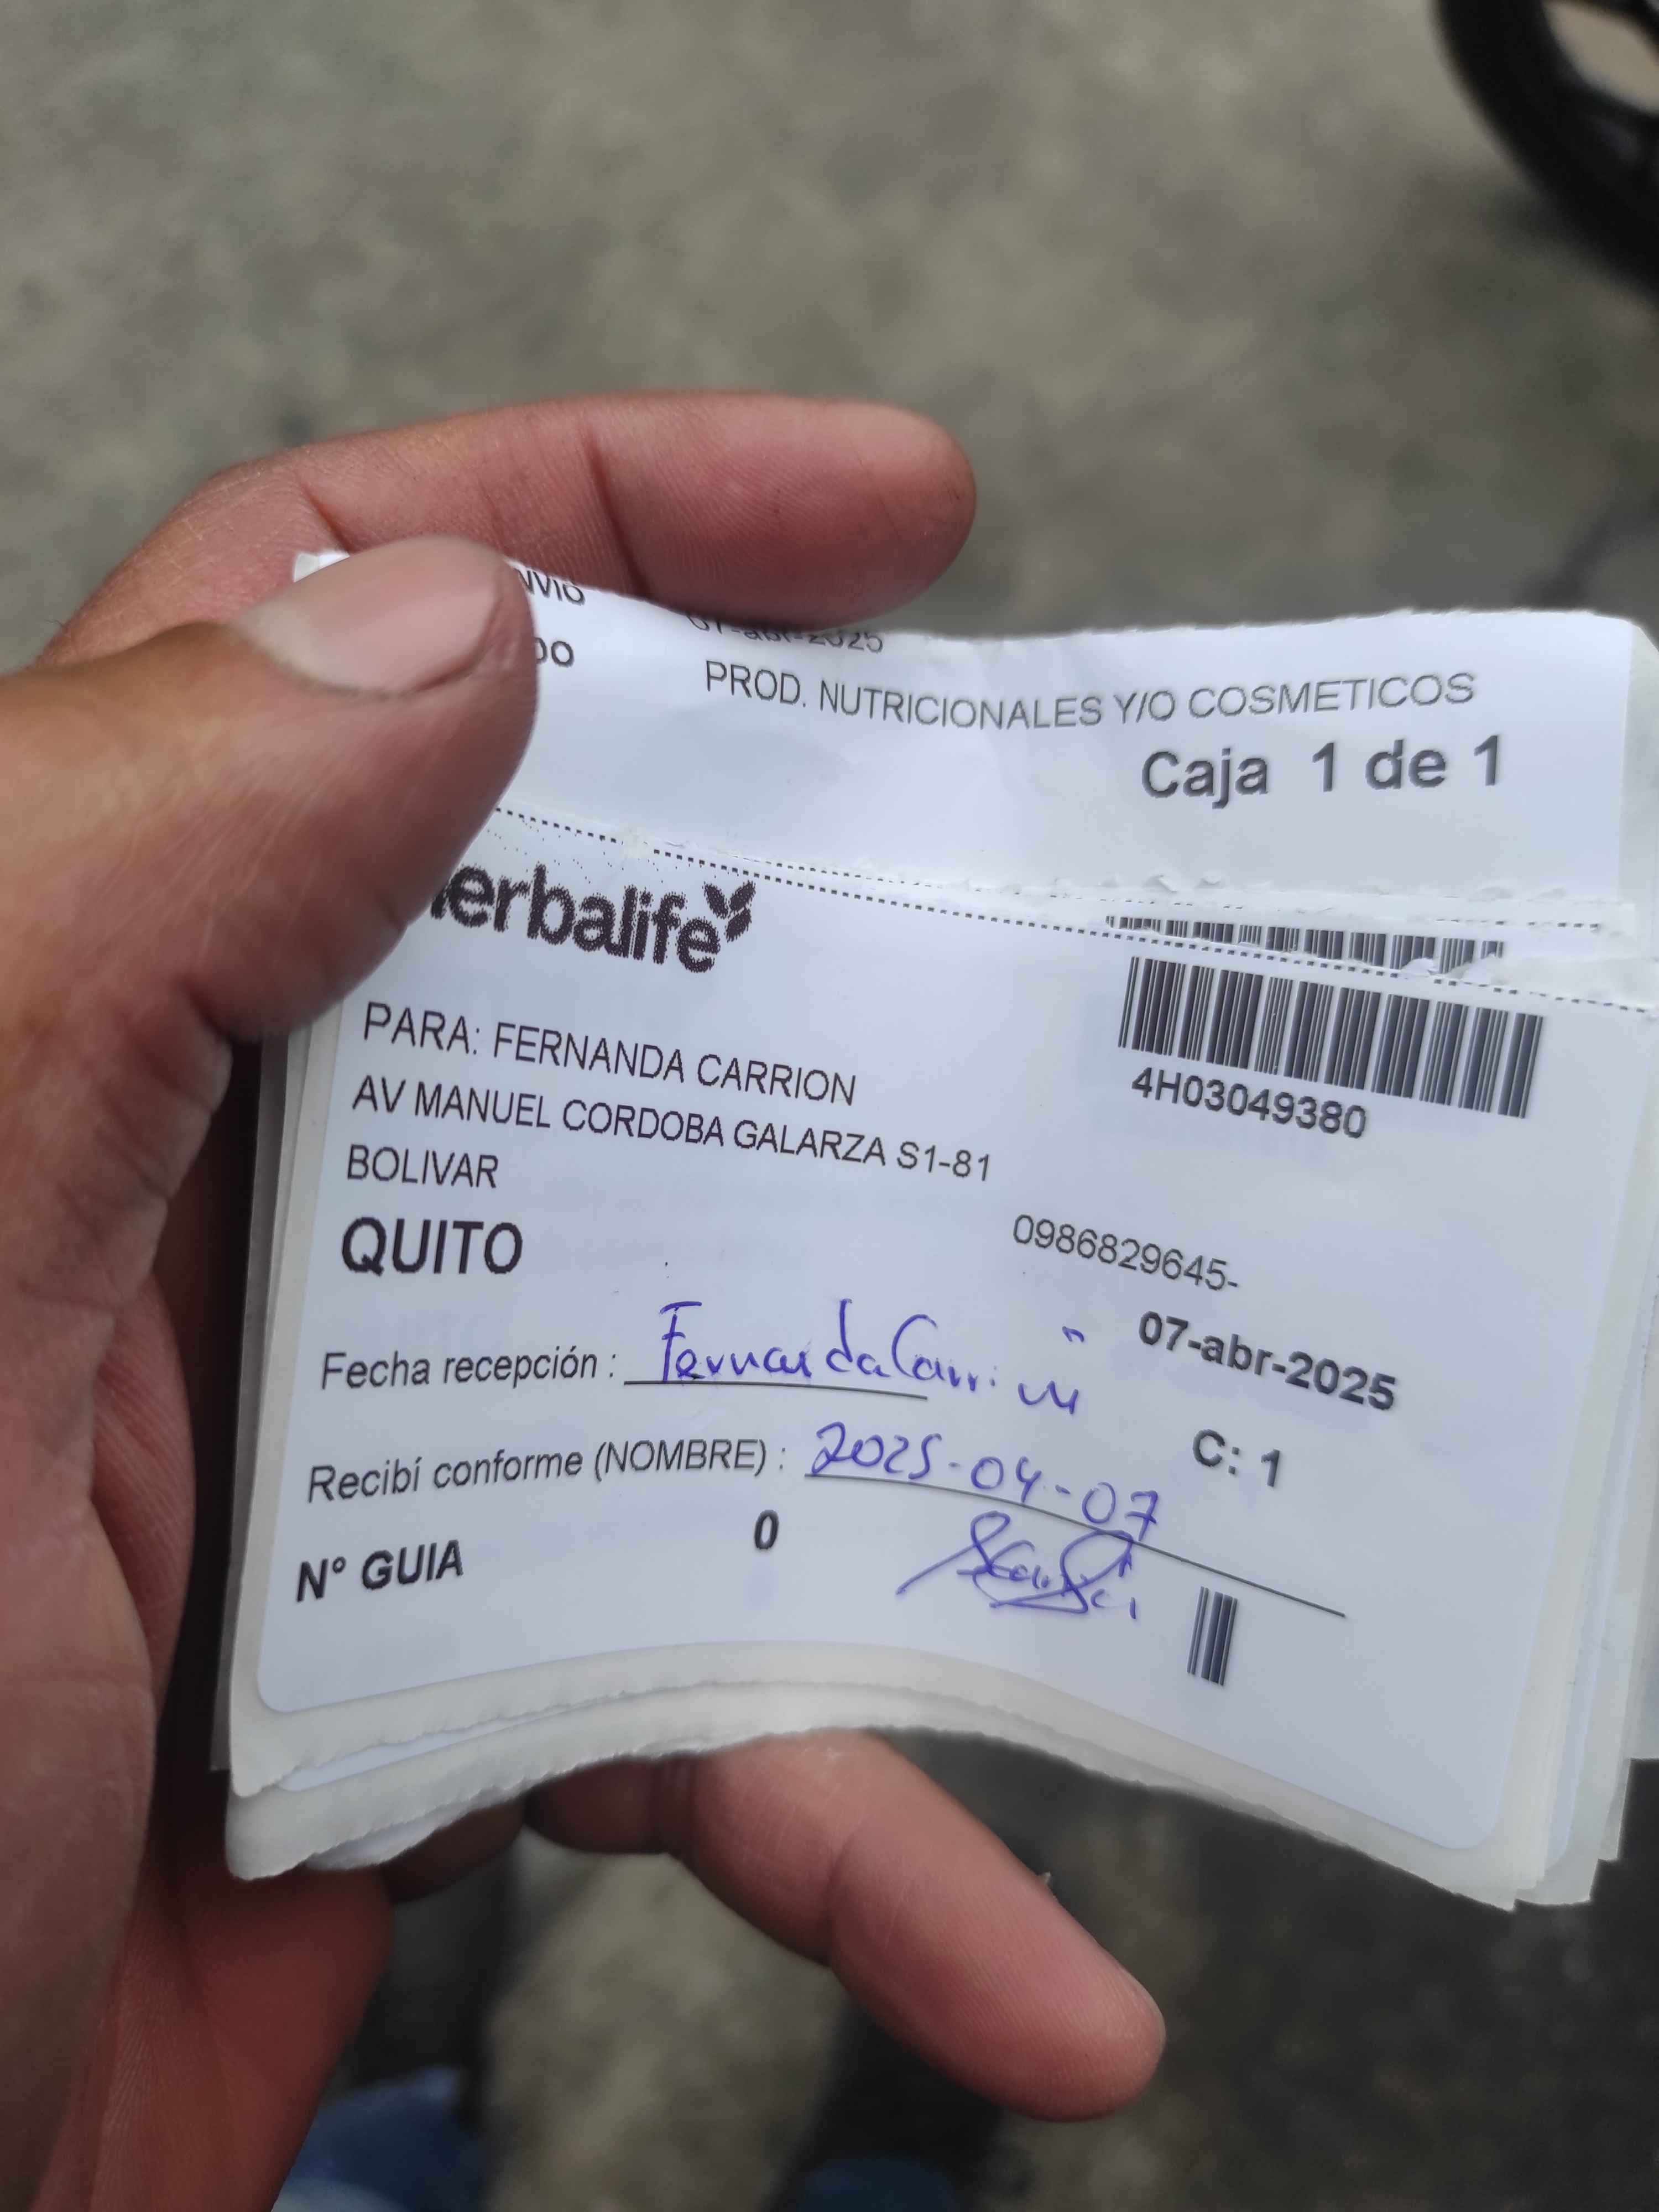 07-abr-2025
PROD. NUTRICIONALES Y/O COSMETICOS
Caja 1 de 1
erbalife
4H03049380
PARA: FERNANDA CARRION
AV MANUEL CORDOBA GALARZA S1-81
BOLIVAR
QUITO
0986829645-
07-abr-2025
Fecha recepción : Fernanda Carrión
C: 1
Recibí conforme (NOMBRE) : 2025-04-07
N° GUIA 0